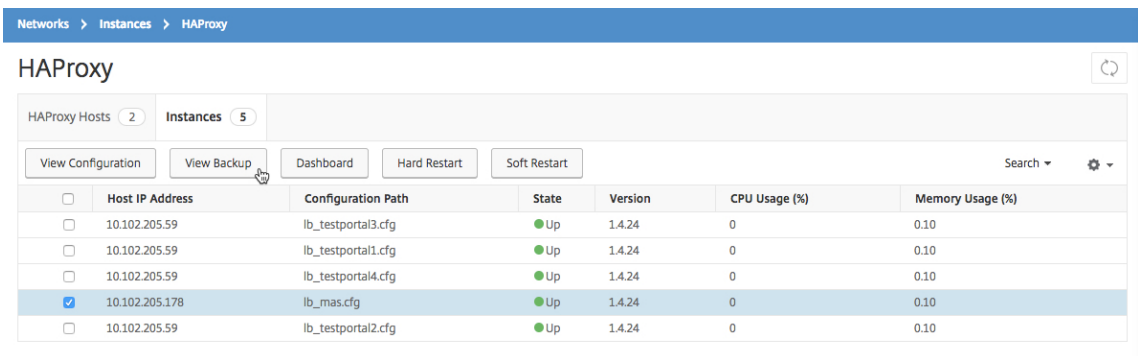 Networks > Instances > HAProxy
HAProxy
HAProxy Hosts 2 Instances 5
View Configuration View Backup Dashboard Hard Restart Soft Restart Search
Host IP Address Configuration Path State Version CPU Usage (%) Memory Usage (%)
10.102.205.59 lb_testportal3.cfg Up 1.4.24 0 0.10
10.102.205.59 lb_testportal1.cfg Up 1.4.24 0 0.10
10.102.205.59 lb_testportal4.cfg Up 1.4.24 0 0.10
10.102.205.178 lb_mas.cfg Up 1.4.24 0 0.10
10.102.205.59 lb_testportal2.cfg Up 1.4.24 0 0.10